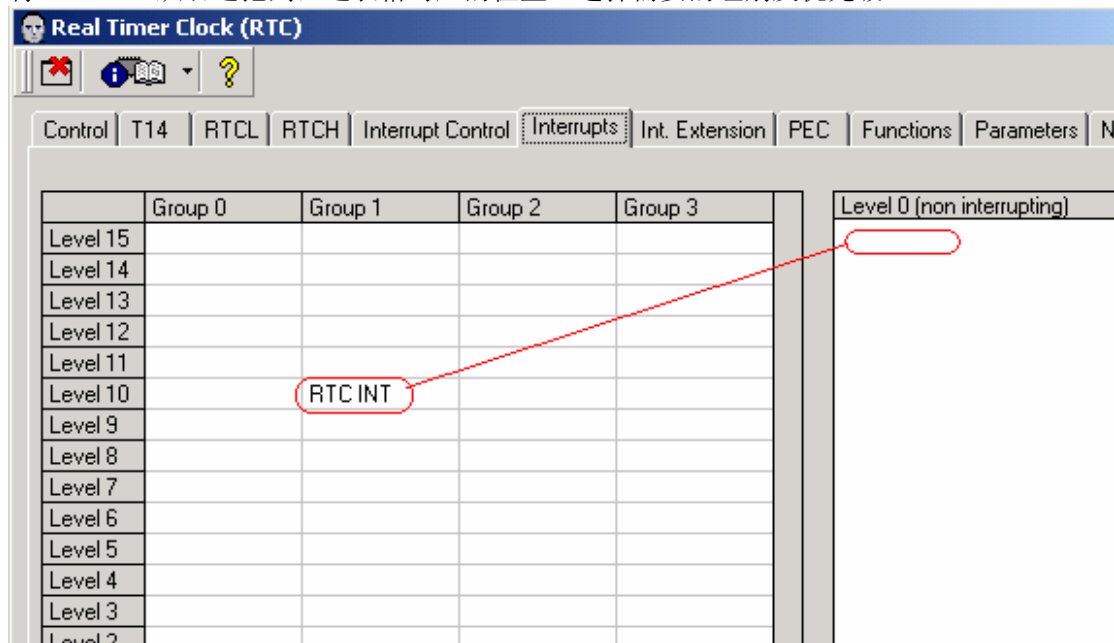 Real Timer Clock (RTC)
Control T14 RTCL RTCH Interrupt Control Interrupts Int. Extension PEC Functions Parameters N
Group 0 Group 1 Group 2 Group 3 Level 0 (non interrupting)
Level 15
Level 14
Level 13
Level 12
Level 11
Level 10 RTC INT
Level 9
Level 8
Level 7
Level 6
Level 5
Level 4
Level 3
Level 2